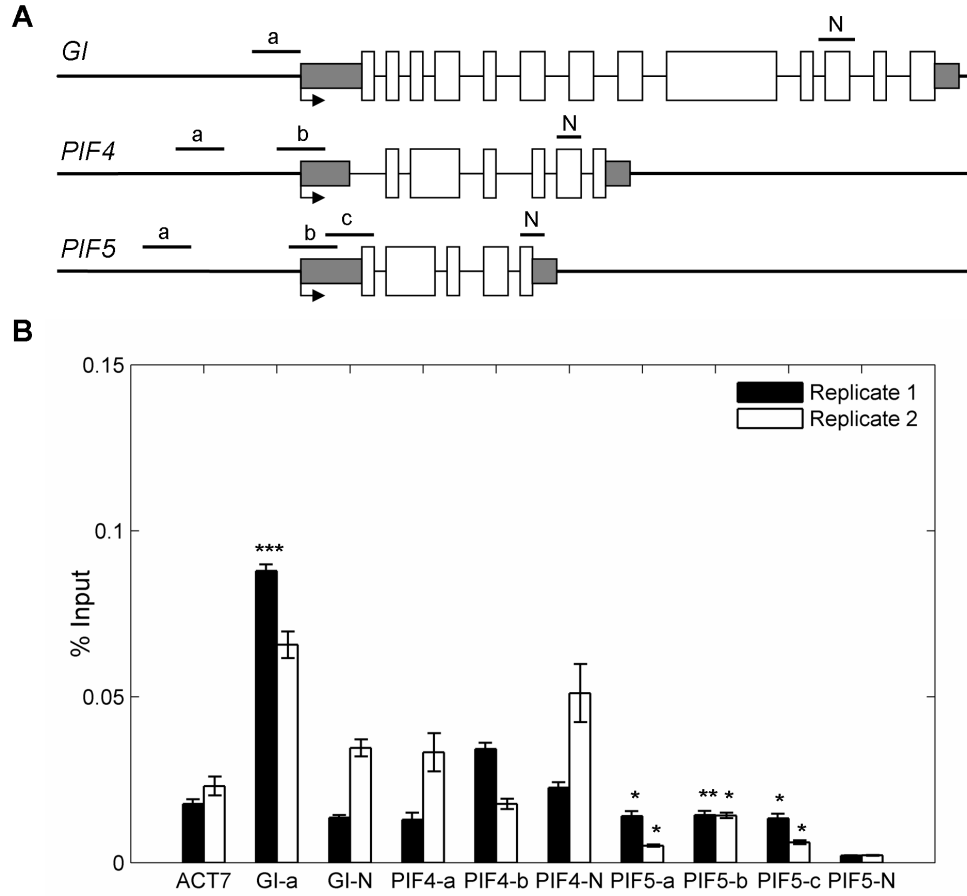 A
GI
a
N
PIF4
a
b
N
PIF5
a
b
c
N
B
% Input
0.15
0.1
0.05
0
Replicate 1
Replicate 2
***
*
*
**
*
*
*
ACT7 GI-a GI-N PIF4-a PIF4-b PIF4-N PIF5-a PIF5-b PIF5-c PIF5-N